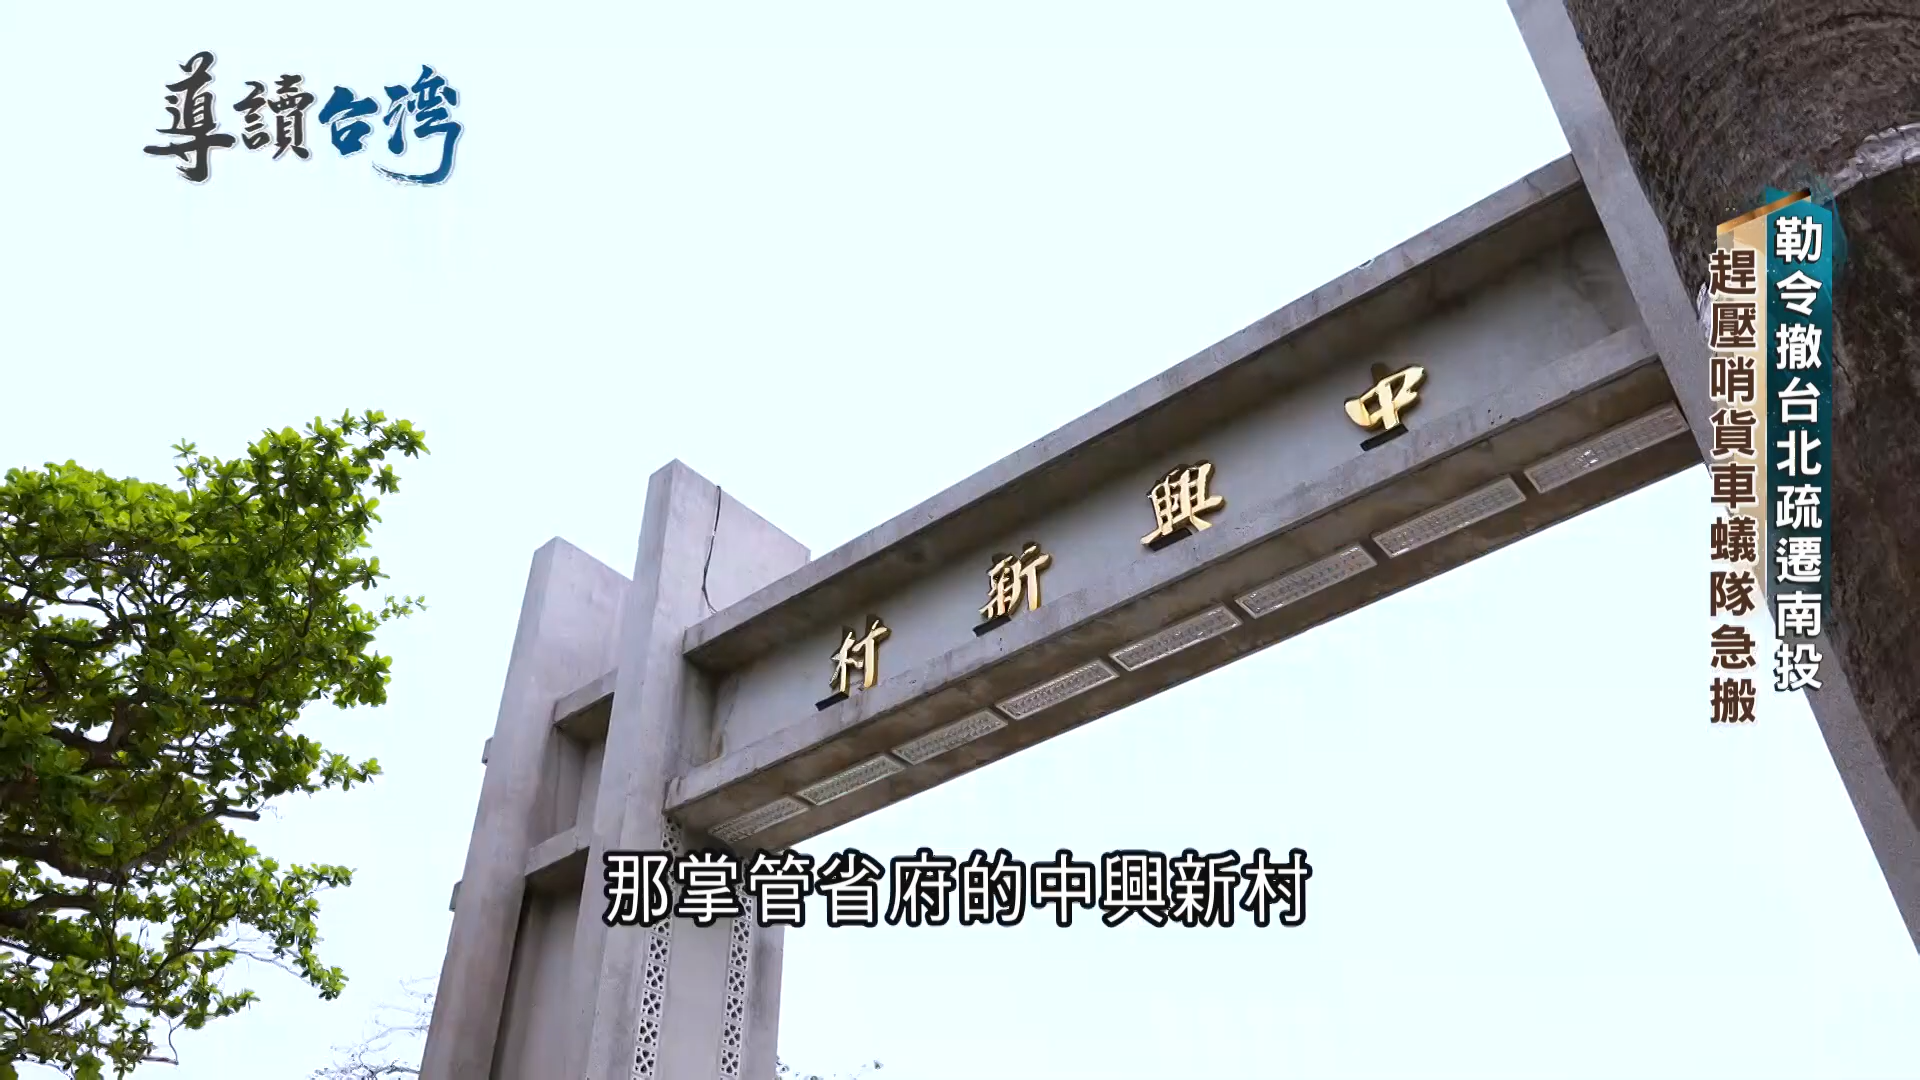 導讀台灣
勒令撤台北疏遷南投
趕壓哨貨車蟻隊急搬
中興新村
那掌管省府的中興新村